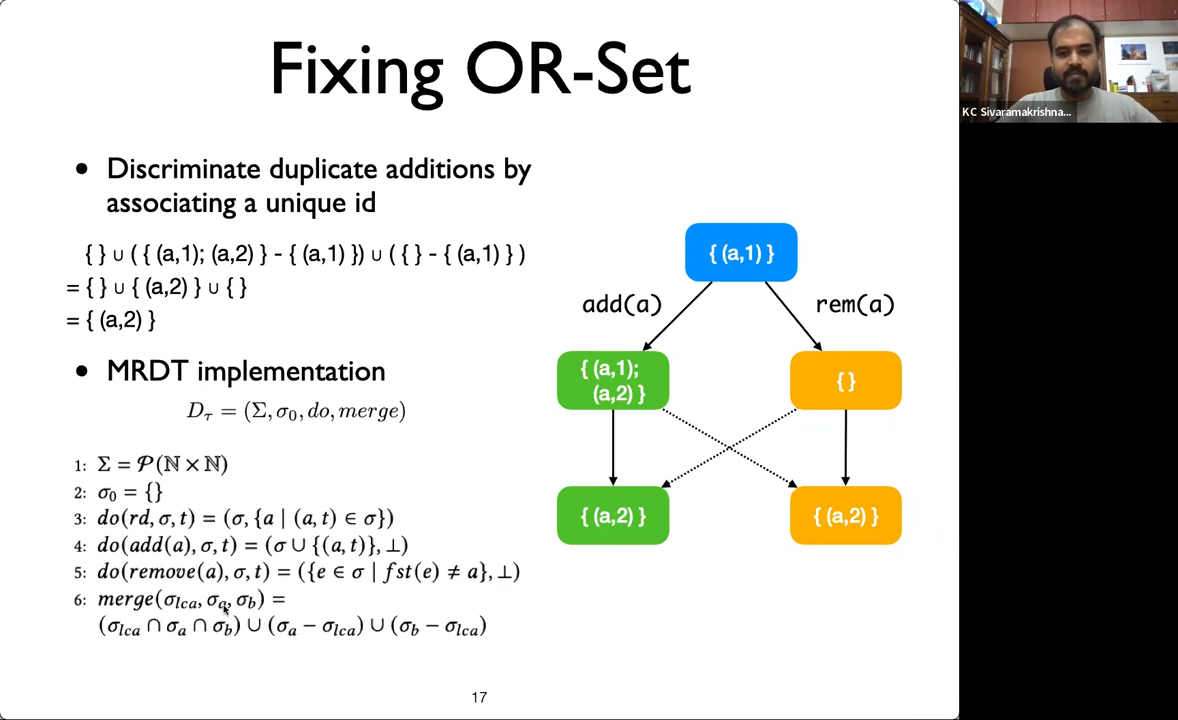 Fixing OR-Set
• Discriminate duplicate additions by
associating a unique id
{ } ∪ ( { (a,1); (a,2) } - { (a,1) }) ∪ ( { } - { (a,1) } )
= { } ∪ { (a,2) } ∪ { }
= { (a,2) }
• MRDT implementation
D_τ = (Σ, σ₀, do, merge)
1: Σ = 𝒫(ℕ × ℕ)
2: σ₀ = {}
3: do(rd, σ, t) = (σ, {a | (a, t) ∈ σ})
4: do(add(a), σ, t) = (σ ∪ {(a, t)}, ⊥)
5: do(remove(a), σ, t) = ({e ∈ σ | fst(e) ≠ a}, ⊥)
6: merge(σ_lca, σ_a, σ_b) =
(σ_lca ∩ σ_a ∩ σ_b) ∪ (σ_a − σ_lca) ∪ (σ_b − σ_lca)
{ (a,1) }
add(a)
rem(a)
{ (a,1);
(a,2) }
{ }
{ (a,2) }
{ (a,2) }
17
KC Sivaramakrishna...